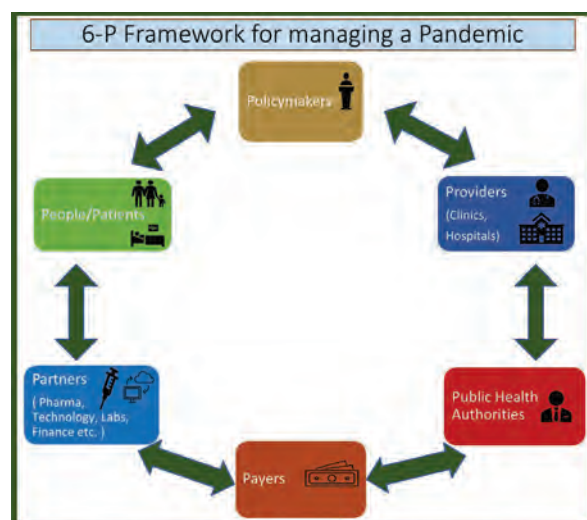 6-P Framework for managing a Pandemic
Policymakers
People/Patients
Providers
(Clinics,
Hospitals)
Partners
( Pharma,
Technology, Labs,
Finance etc. )
Public Health
Authorities
Payers